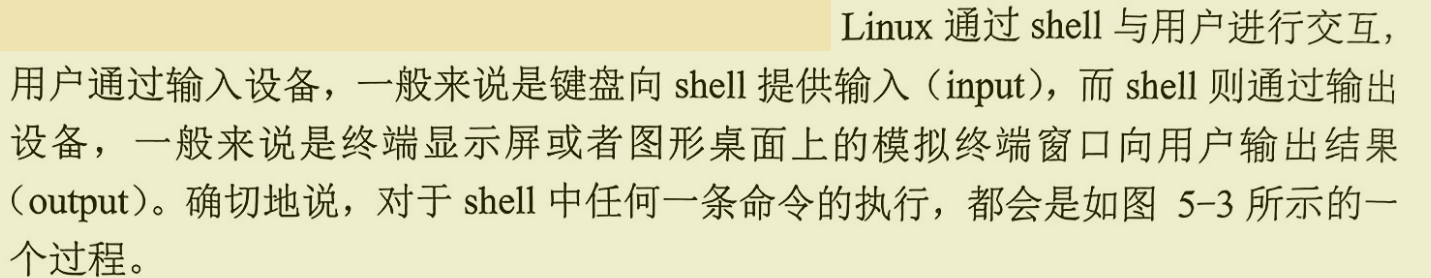 Linux 通过 shell 与用户进行交互，
用户通过输入设备，一般来说是键盘向 shell 提供输入（input），而 shell 则通过输出
设备，一般来说是终端显示屏或者图形桌面上的模拟终端窗口向用户输出结果
（output）。确切地说，对于 shell 中任何一条命令的执行，都会是如图 5-3 所示的一
个过程。